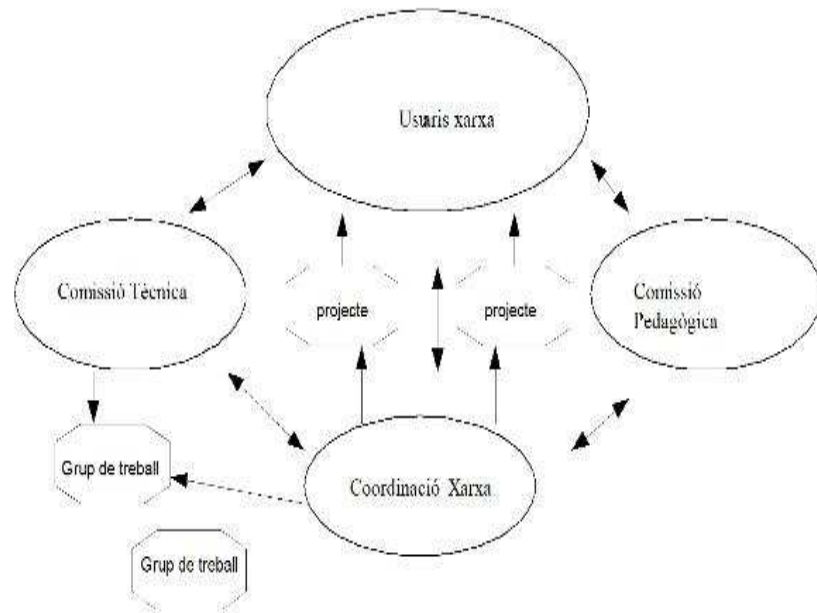 Usuaris xarxa
Comissió Tècnica
projecte
projecte
Comissió
Pedagògica
Grup de treball
Coordinació Xarxa
Grup de treball